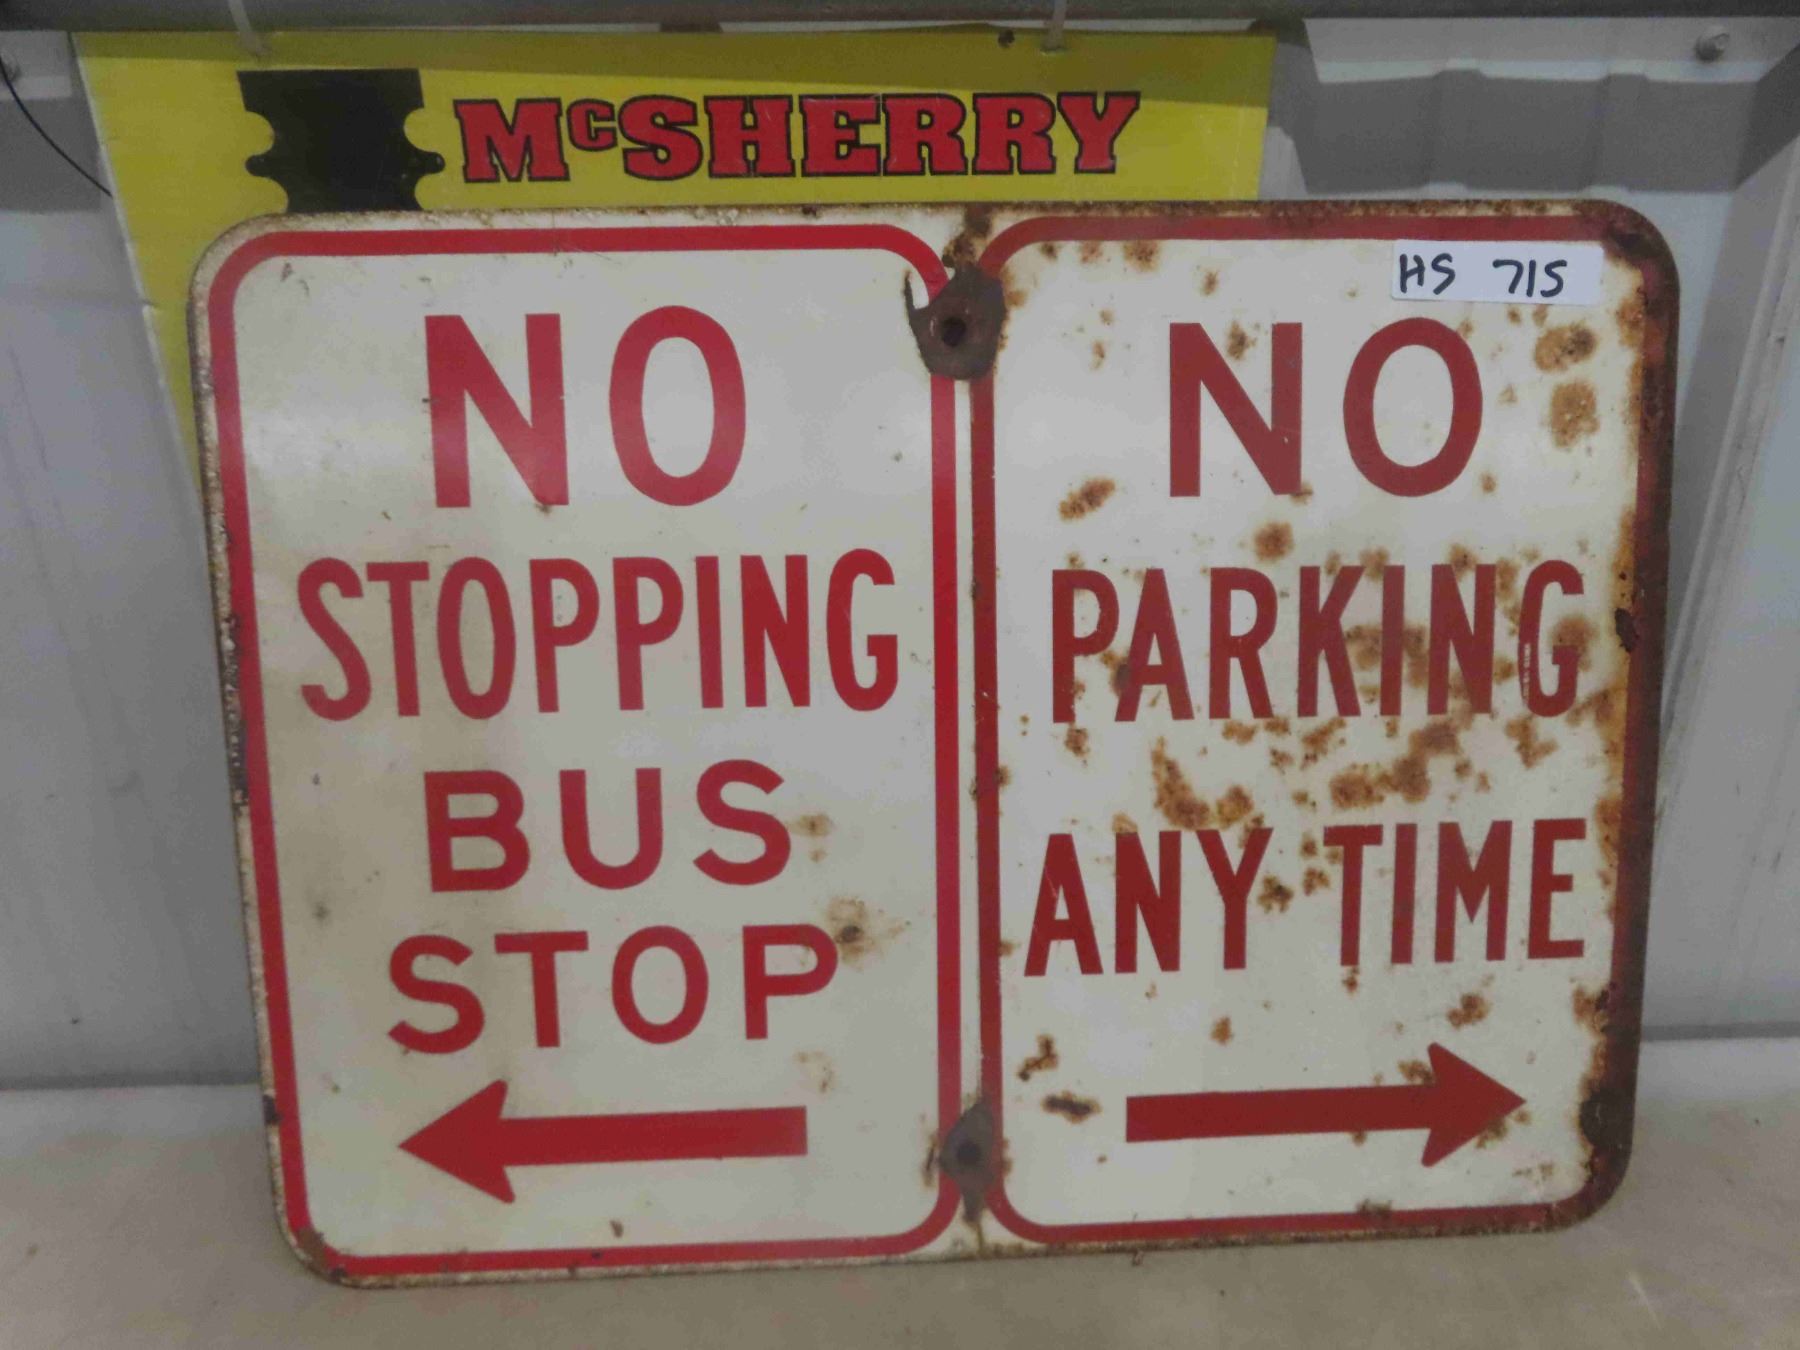 McSHERRY
HS 715
NO
STOPPING
BUS
STOP
NO
PARKING
ANY TIME